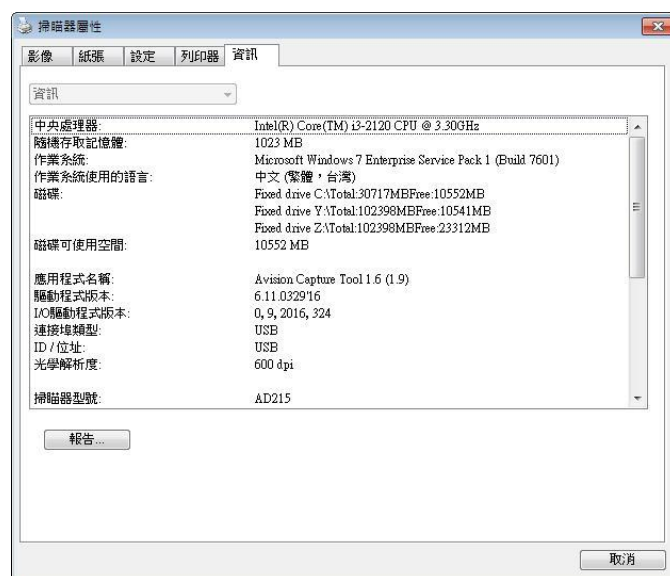 掃瞄器屬性
影像 紙張 設定 列印器 資訊
資訊
中央處理器: Intel(R) Core(TM) i3-2120 CPU @ 3.30GHz
隨機存取記憶體: 1023 MB
作業系統: Microsoft Windows 7 Enterprise Service Pack 1 (Build 7601)
作業系統使用的語言: 中文 (繁體，台灣)
磁碟: Fixed drive C:\Total:30717MBFree:10552MB
Fixed drive Y:\Total:102398MBFree:10541MB
Fixed drive Z:\Total:102398MBFree:23312MB
磁碟可使用空間: 10552 MB
應用程式名稱: Avision Capture Tool 1.6 (1.9)
驅動程式版本: 6.11.0329'16
I/O驅動程式版本: 0, 9, 2016, 324
連接埠類型: USB
ID / 位址: USB
光學解析度: 600 dpi
掃瞄器型號: AD215
報告...
取消